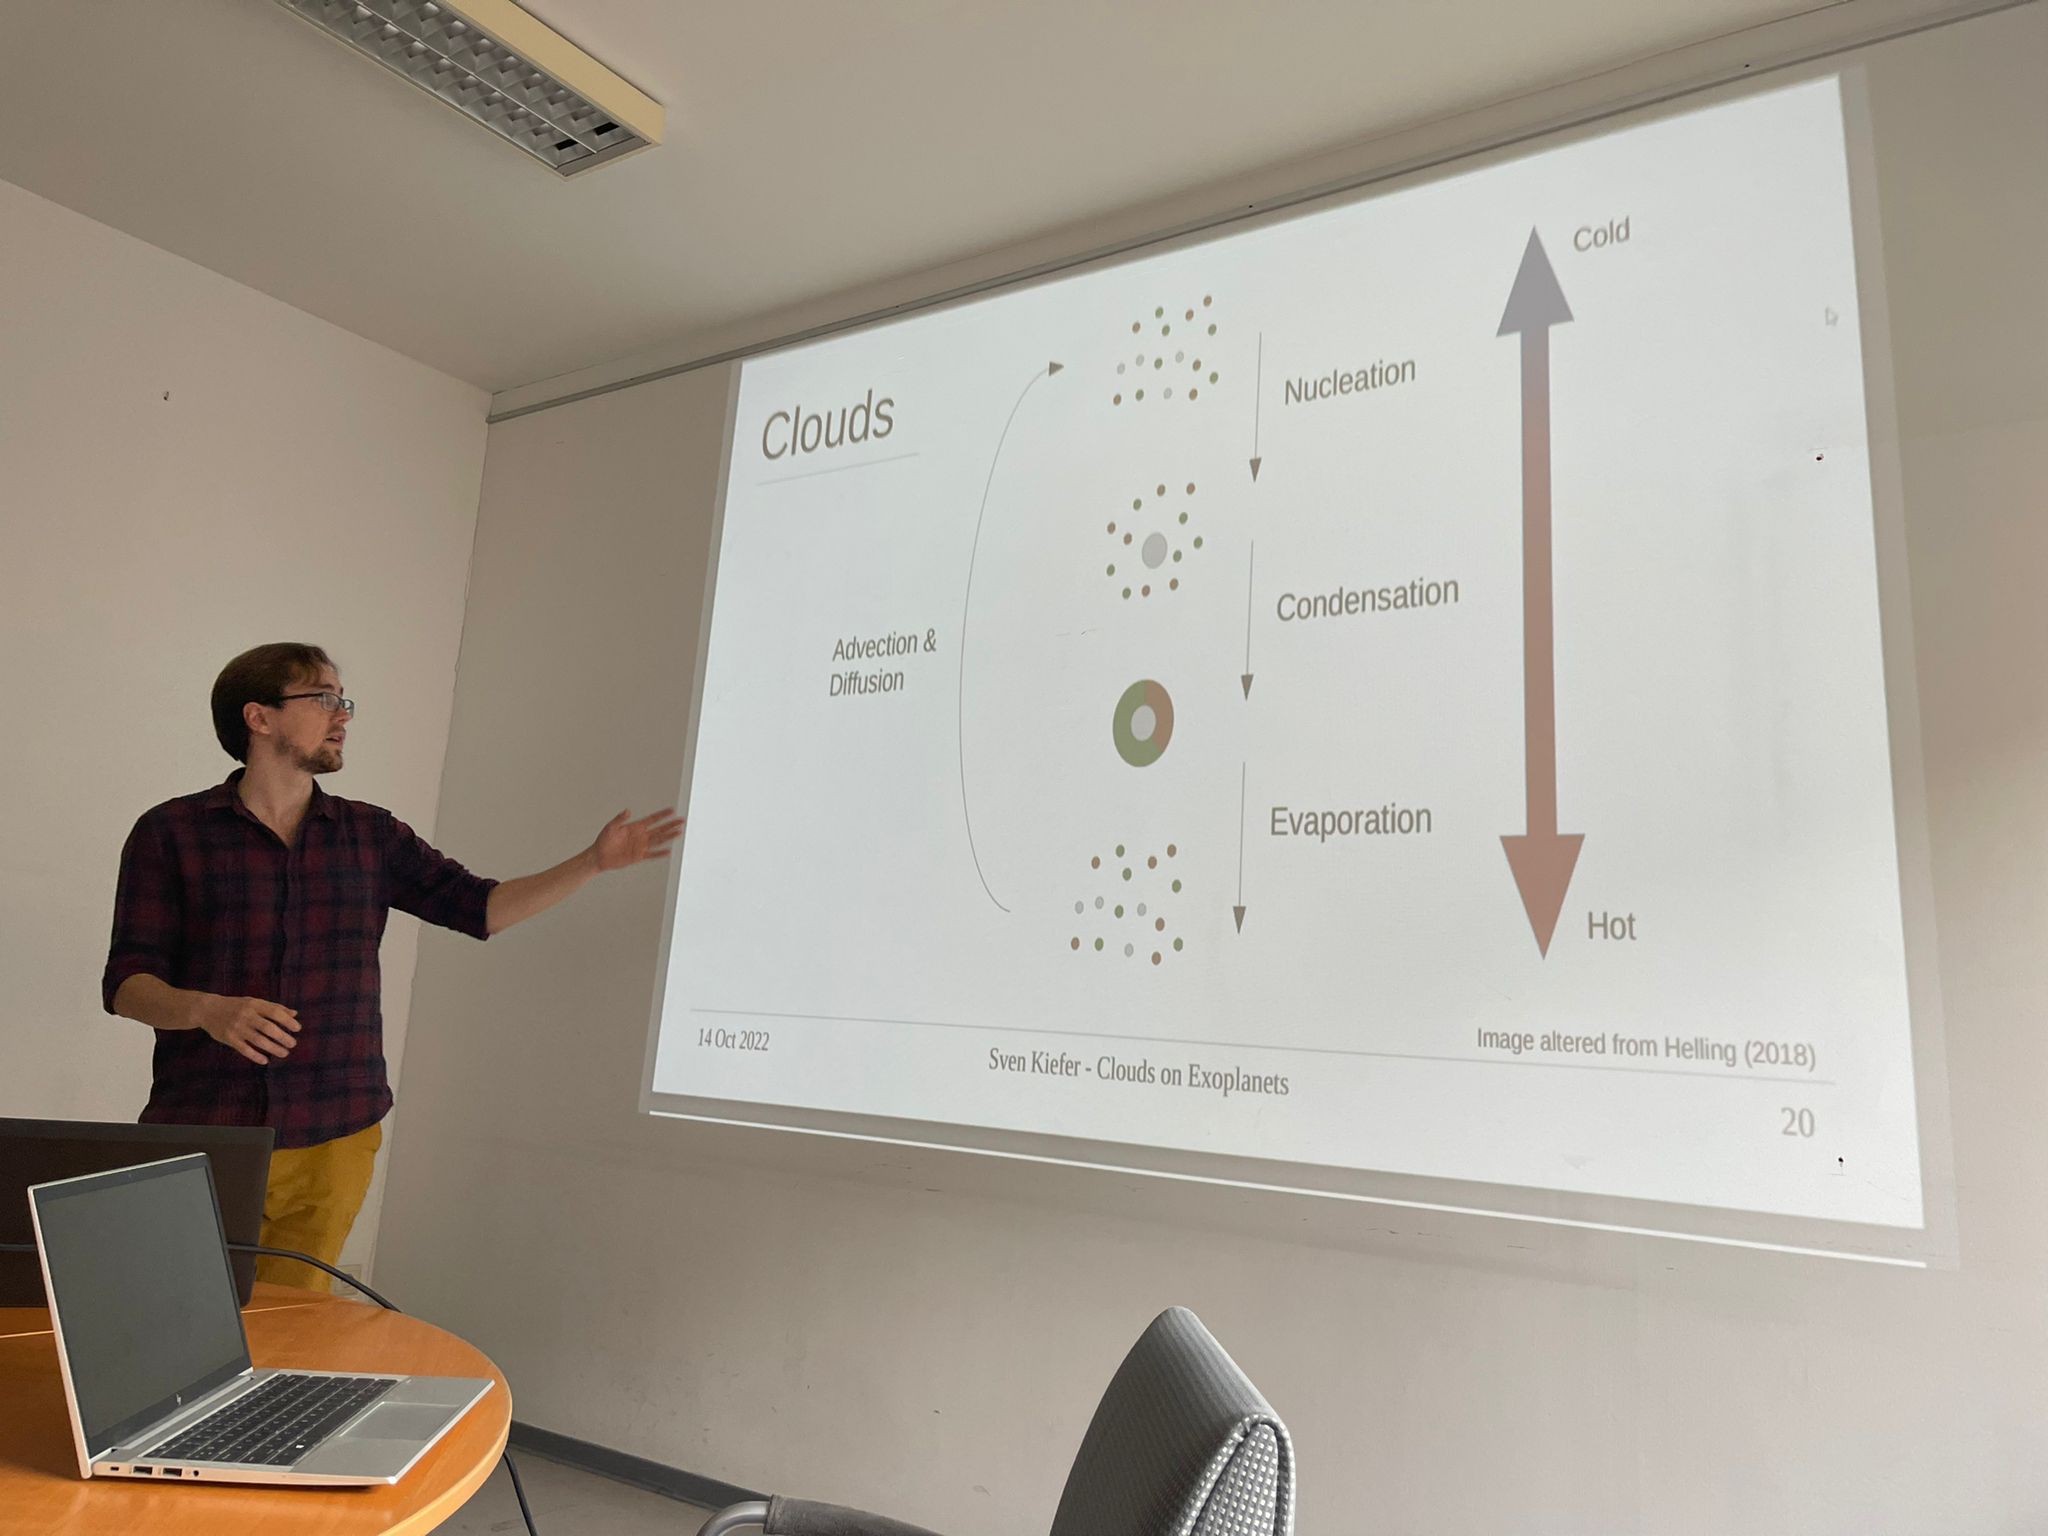 Clouds
Cold
Nucleation
Condensation
Advection &
Diffusion
Evaporation
Hot
Image altered from Helling (2018)
14 Oct 2022
Sven Kiefer - Clouds on Exoplanets
20